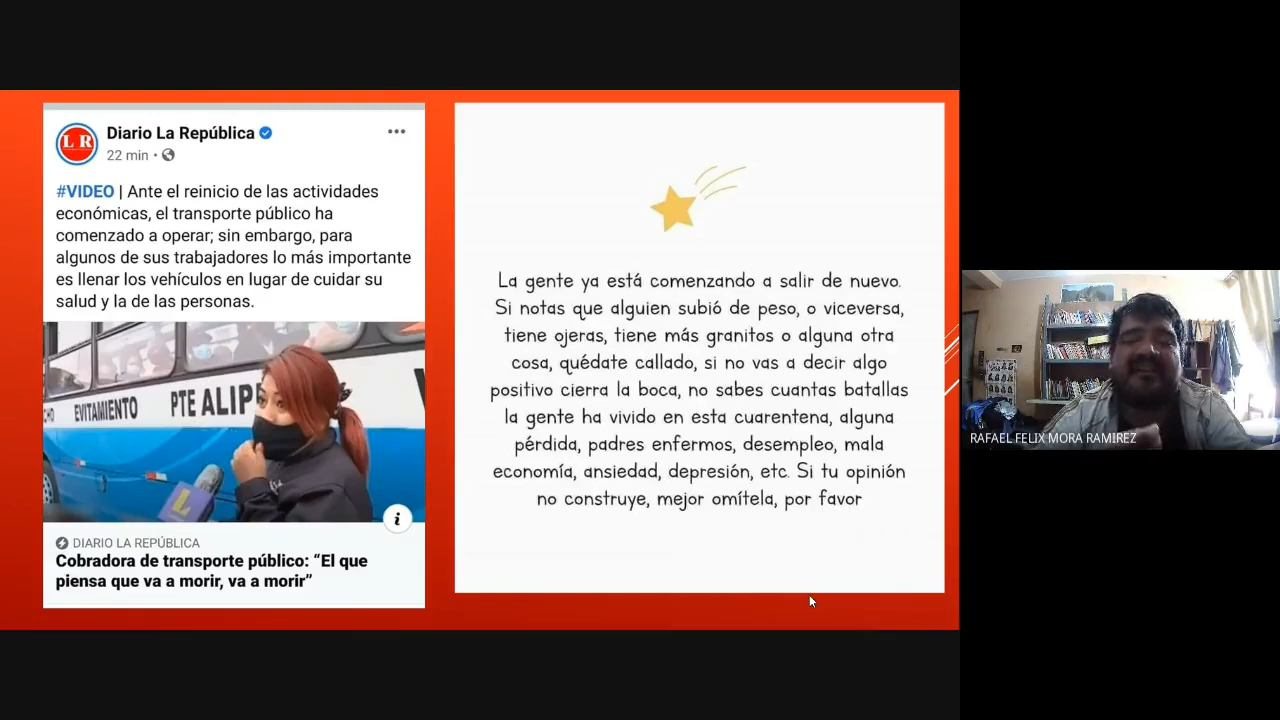 LR
Diario La República
22 min
#VIDEO | Ante el reinicio de las actividades
económicas, el transporte público ha
comenzado a operar; sin embargo, para
algunos de sus trabajadores lo más importante
es llenar los vehículos en lugar de cuidar su
salud y la de las personas.
EVITAMIENTO PTE ALIP
L
i
DIARIO LA REPÚBLICA
Cobradora de transporte público: “El que
piensa que va a morir, va a morir”
La gente ya está comenzando a salir de nuevo.
Si notas que alguien subió de peso, o viceversa,
tiene ojeras, tiene más granitos o alguna otra
cosa, quédate callado, si no vas a decir algo
positivo cierra la boca, no sabes cuantas batallas
la gente ha vivido en esta cuarentena, alguna
pérdida, padres enfermos, desempleo, mala
economía, ansiedad, depresión, etc. Si tu opinión
no construye, mejor omítela, por favor
RAFAEL FELIX MORA RAMIREZ